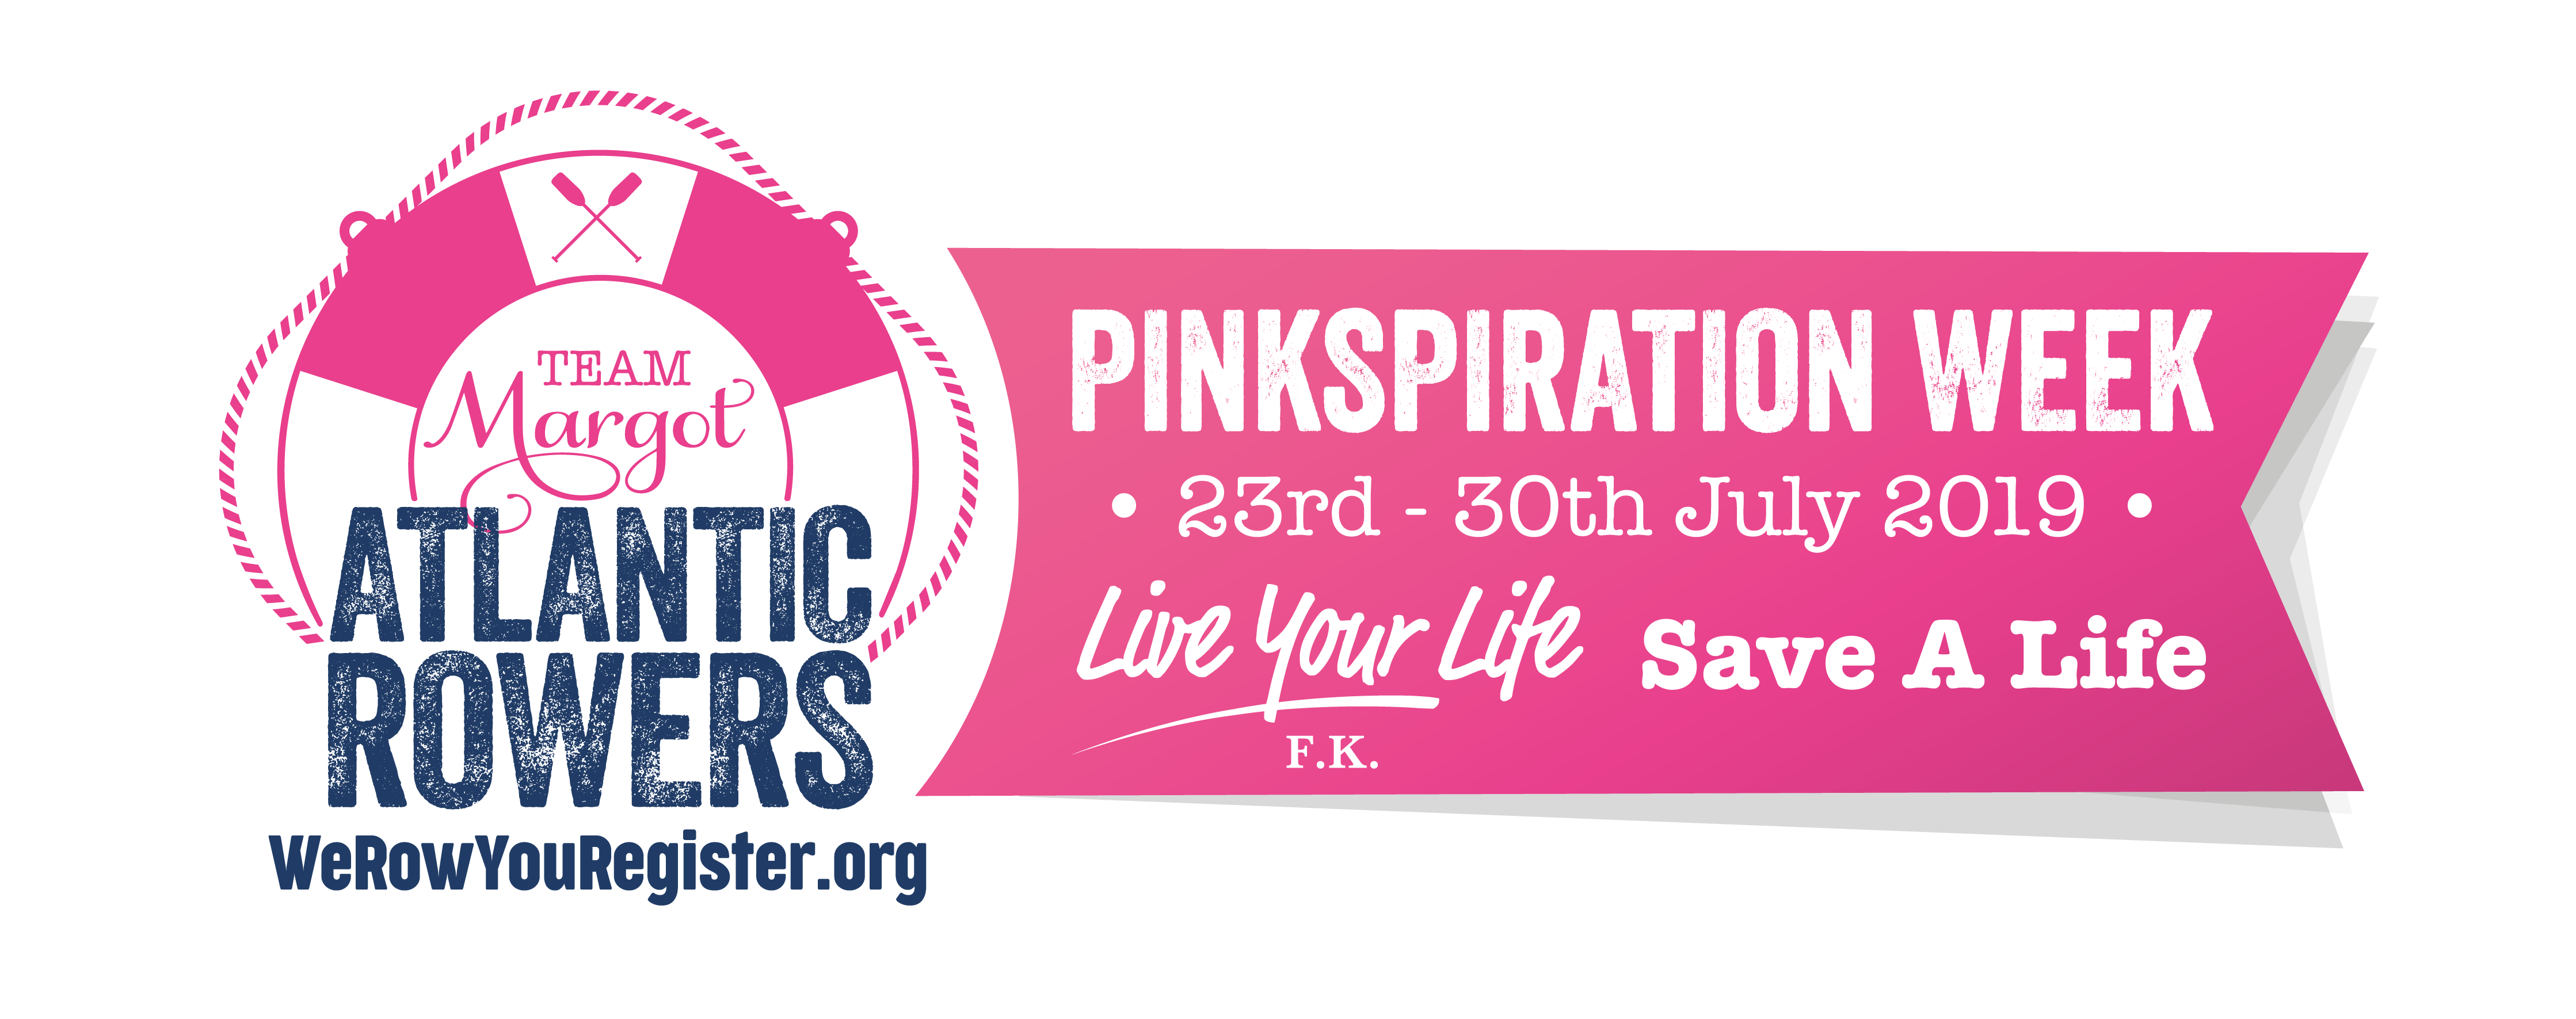 TEAM
Margot
ATLANTIC
ROWERS
WeRowYouRegister.org
PINKSPIRATION WEEK
• 23rd - 30th July 2019 •
Live Your Life Save A Life
F.K.